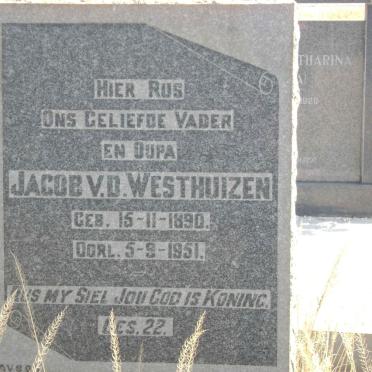 HIER RUS
ONS GELIEFDE VADER
EN OUPA
JACOB V.D. WESTHUIZEN
GEB. 15-11-1890.
OORL. 5-9-1951.
RUS MY SIEL JOU GOD IS KONING.
GES. 22.
THARINA